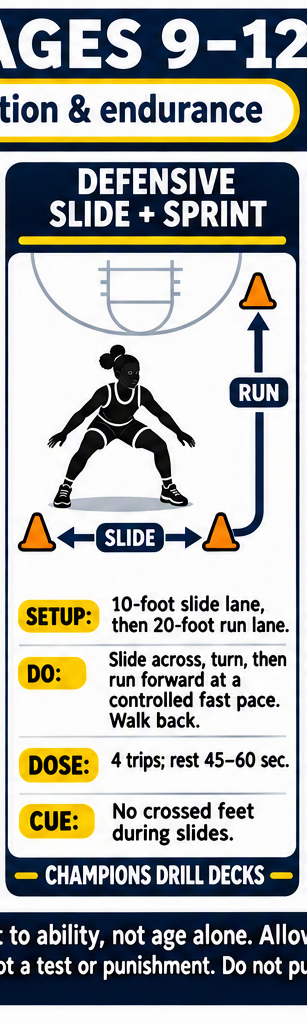 AGES 9–12
tion & endurance
DEFENSIVE
SLIDE + SPRINT
RUN
SLIDE
SETUP: 10-foot slide lane,
then 20-foot run lane.
DO: Slide across, turn, then
run forward at a
controlled fast pace.
Walk back.
DOSE: 4 trips; rest 45–60 sec.
CUE: No crossed feet
during slides.
CHAMPIONS DRILL DECKS
to ability, not age alone. Allow
ot a test or punishment. Do not pu